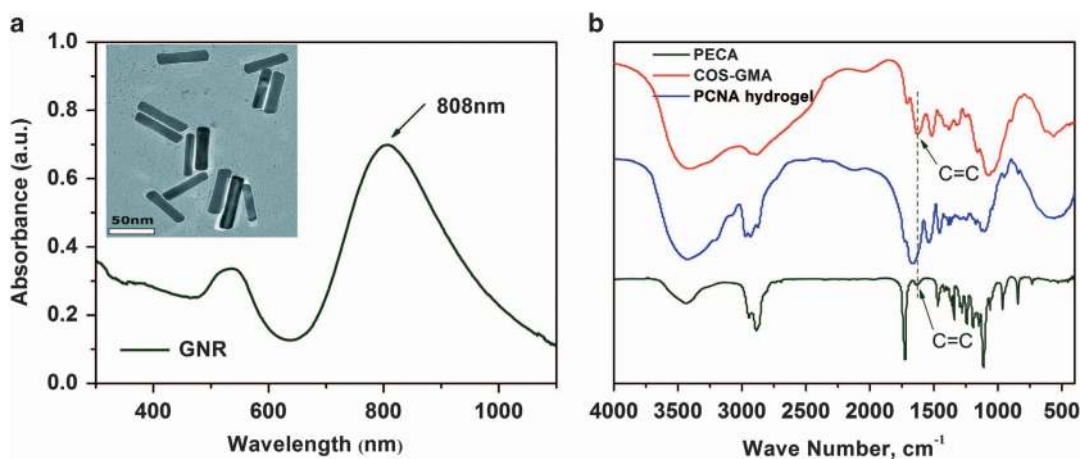 a
1.0
0.8
0.6
0.4
0.2
0.0
Absorbance (a.u.)
50nm
808nm
GNR
400
600
800
1000
Wavelength (nm)
b
PECA
COS-GMA
PCNA hydrogel
C=C
C=C
4000
3500
3000
2500
2000
1500
1000
500
Wave Number, cm⁻¹